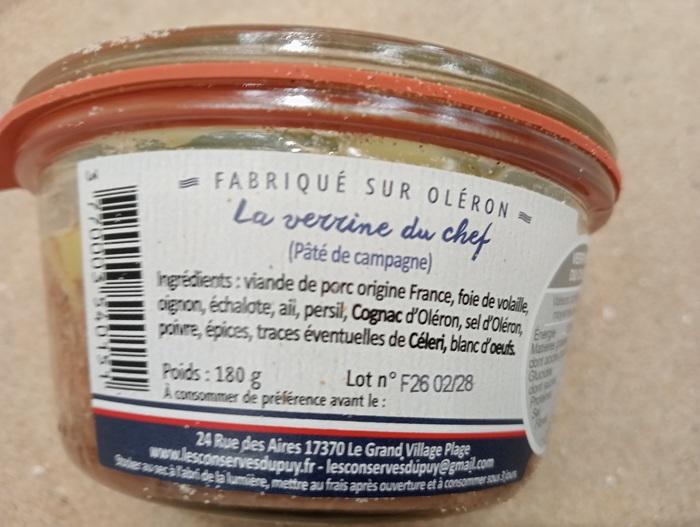 FABRIQUÉ SUR OLÉRON
La verrine du chef
(Pâté de campagne)
Ingrédients : viande de porc origine France, foie de volaille,
oignon, échalote, ail, persil, Cognac d'Oléron, sel d'Oléron,
poivre, épices, traces éventuelles de Céleri, blanc d'oeufs.
Poids : 180 g
Lot n° F26 02/28
À consommer de préférence avant le :
24 Rue des Aires 17370 Le Grand Village Plage
www.lesconservesdupuy.fr - lesconservesdupuy@gmail.com
Stocker au sec à l'abri de la lumière, mettre au frais après ouverture et à consommer sous 3 jours
Energie
Glucides
Sel